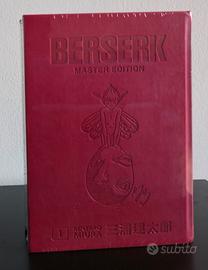 BERSERK
MASTER EDITION
1 KENTARO MIURA 三浦建太郎
subito